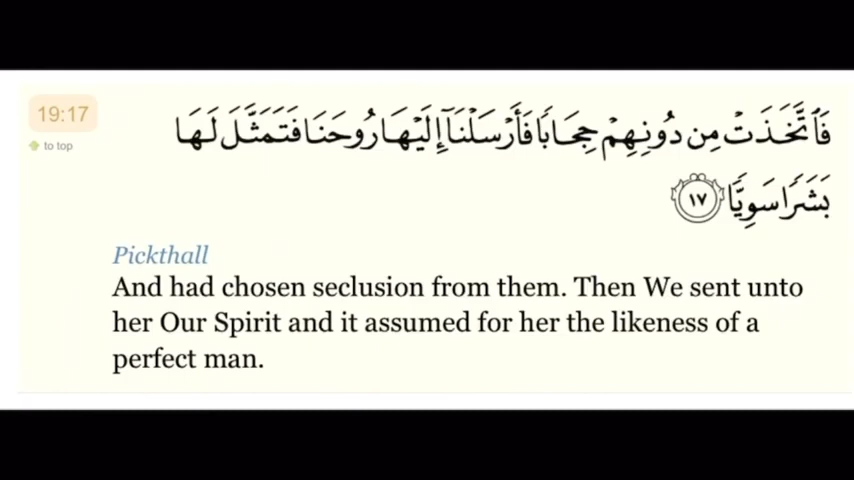 19:17
to top
فَٱتَّخَذَتْ مِن دُونِهِمْ حِجَابًا فَأَرْسَلْنَآ إِلَيْهَا رُوحَنَا فَتَمَثَّلَ لَهَا
بَشَرًا سَوِيًّا ١٧
Pickthall
And had chosen seclusion from them. Then We sent unto
her Our Spirit and it assumed for her the likeness of a
perfect man.